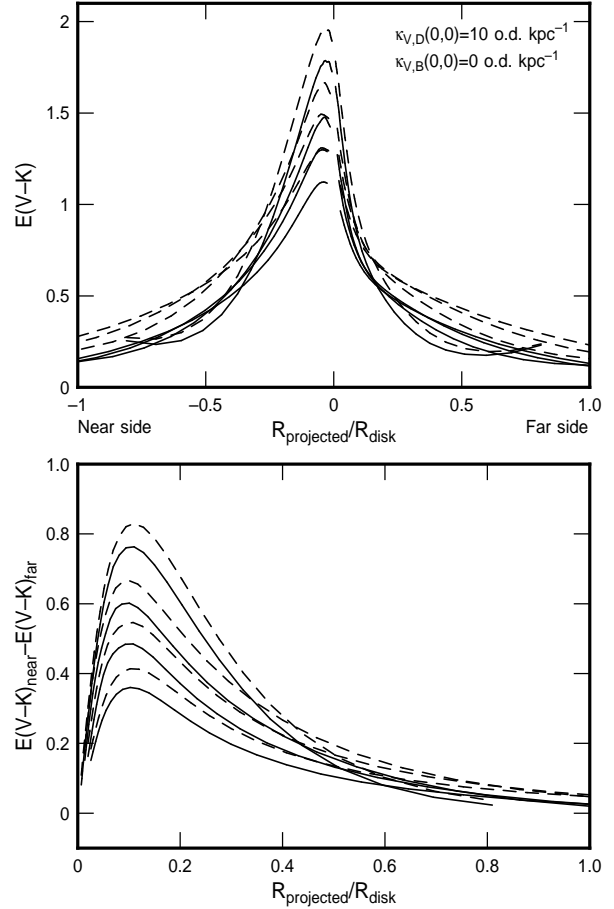 κV,D(0,0)=10 o.d. kpc−1
κV,B(0,0)=0 o.d. kpc−1
2
1.5
1
0.5
0
E(V−K)
−1
−0.5
0
0.5
1.0
Near side
Rprojected/Rdisk
Far side
1.0
0.8
0.6
0.4
0.2
0
E(V−K)near−E(V−K)far
0
0.2
0.4
0.6
0.8
1.0
Rprojected/Rdisk